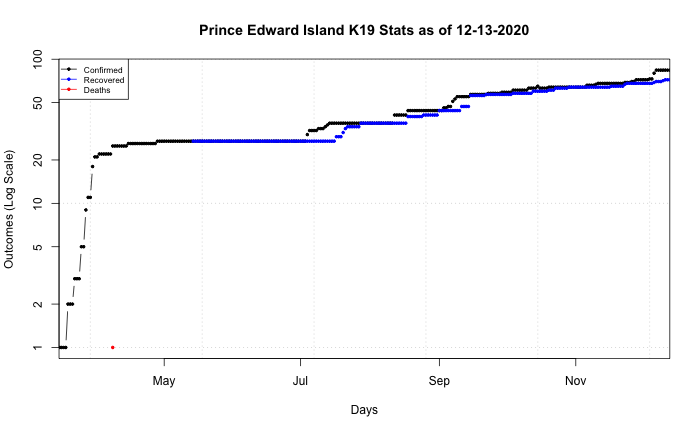 Prince Edward Island K19 Stats as of 12-13-2020
Confirmed
Recovered
Deaths
Outcomes (Log Scale)
100
50
20
10
5
2
1
May
Jul
Sep
Nov
Days